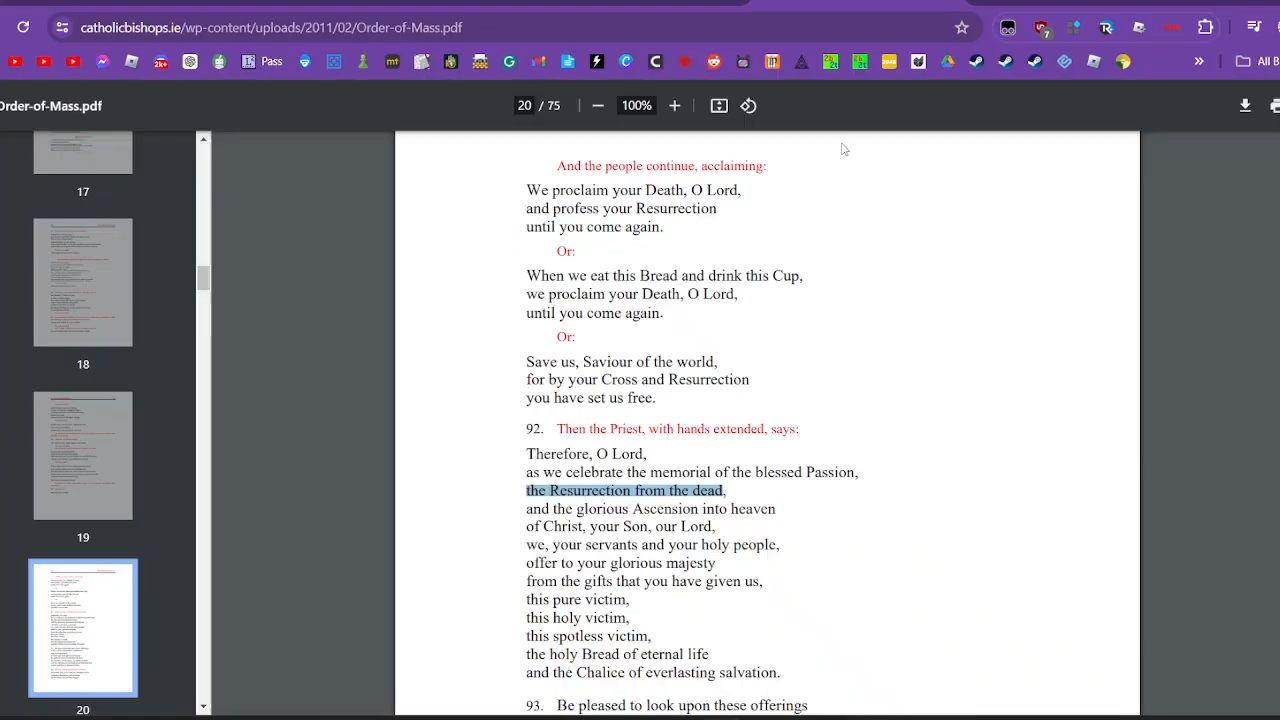 catholicbishops.ie/wp-content/uploads/2011/02/Order-of-Mass.pdf
7
2k+
Pass
mt
All B
Order-of-Mass.pdf
20 / 75
100%
17
18
19
20
And the people continue, acclaiming:
We proclaim your Death, O Lord,
and profess your Resurrection
until you come again.
Or:
When we eat this Bread and drink this Cup,
we proclaim your Death, O Lord,
until you come again.
Or:
Save us, Saviour of the world,
for by your Cross and Resurrection
you have set us free.
92. Then the Priest, with hands extended, says:
Therefore, O Lord,
as we celebrate the memorial of the blessed Passion,
the Resurrection from the dead,
and the glorious Ascension into heaven
of Christ, your Son, our Lord,
we, your servants and your holy people,
offer to your glorious majesty
from the gifts that you have given us,
this pure victim,
this holy victim,
this spotless victim,
the holy Bread of eternal life
and the Chalice of everlasting salvation.
93. Be pleased to look upon these offerings